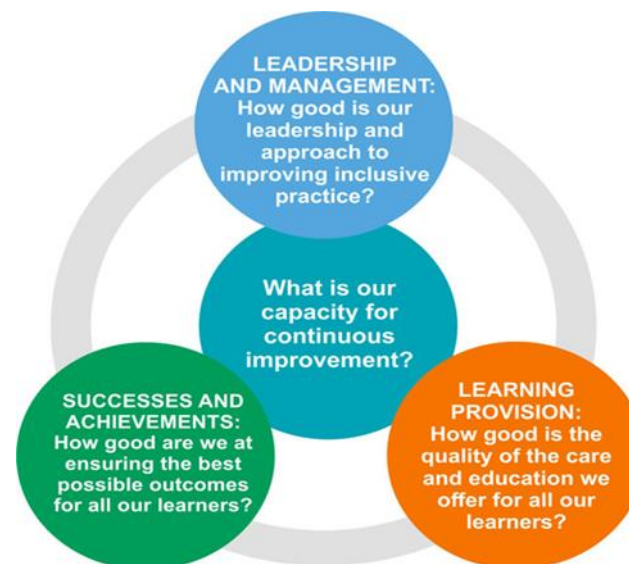 LEADERSHIP
AND MANAGEMENT:
How good is our
leadership and
approach to
improving inclusive
practice?
What is our
capacity for
continuous
improvement?
SUCCESSES AND
ACHIEVEMENTS:
How good are we at
ensuring the best
possible outcomes
for all our learners?
LEARNING
PROVISION:
How good is the
quality of the care
and education we
offer for all our
learners?